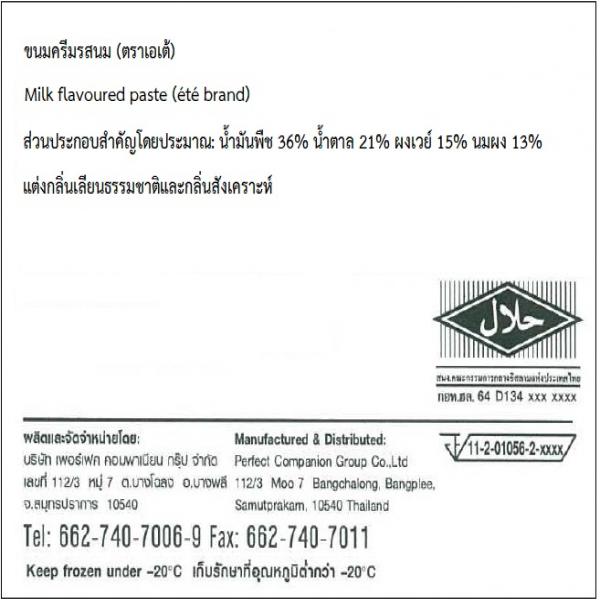 ขนมครีมรสนม (ตราเอเต้)
Milk flavoured paste (été brand)
ส่วนประกอบสำคัญโดยประมาณ: น้ำมันพืช 36% น้ำตาล 21% ผงเวย์ 15% นมผง 13%
แต่งกลิ่นเลียนธรรมชาติและกลิ่นสังเคราะห์
حلال
สนง.คณะกรรมการกลางอิสลามแห่งประเทศไทย
กอท.ฮล. 64 D134 xxx xxxx
ผลิตและจัดจำหน่ายโดย:
บริษัท เพอร์เฟค คอมพาเนียน กรุ๊ป จำกัด
เลขที่ 112/3 หมู่ 7 ต.บางโฉลง อ.บางพลี
จ.สมุทรปราการ 10540
Manufactured & Distributed:
Perfect Companion Group Co.,Ltd
112/3 Moo 7 Bangchalong, Bangplee,
Samutprakarn, 10540 Thailand
11-2-01056-2-xxxx
Tel: 662-740-7006-9 Fax: 662-740-7011
Keep frozen under -20°C เก็บรักษาที่อุณหภูมิต่ำกว่า -20°C